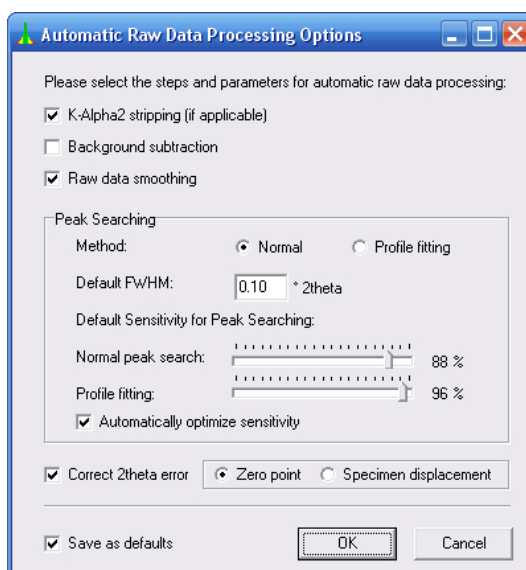 Automatic Raw Data Processing Options
Please select the steps and parameters for automatic raw data processing:
K-Alpha2 stripping (if applicable)
Background subtraction
Raw data smoothing
Peak Searching
Method: Normal Profile fitting
Default FWHM: 0.10 ° 2theta
Default Sensitivity for Peak Searching:
Normal peak search: 88 %
Profile fitting: 96 %
Automatically optimize sensitivity
Correct 2theta error Zero point Specimen displacement
Save as defaults OK Cancel